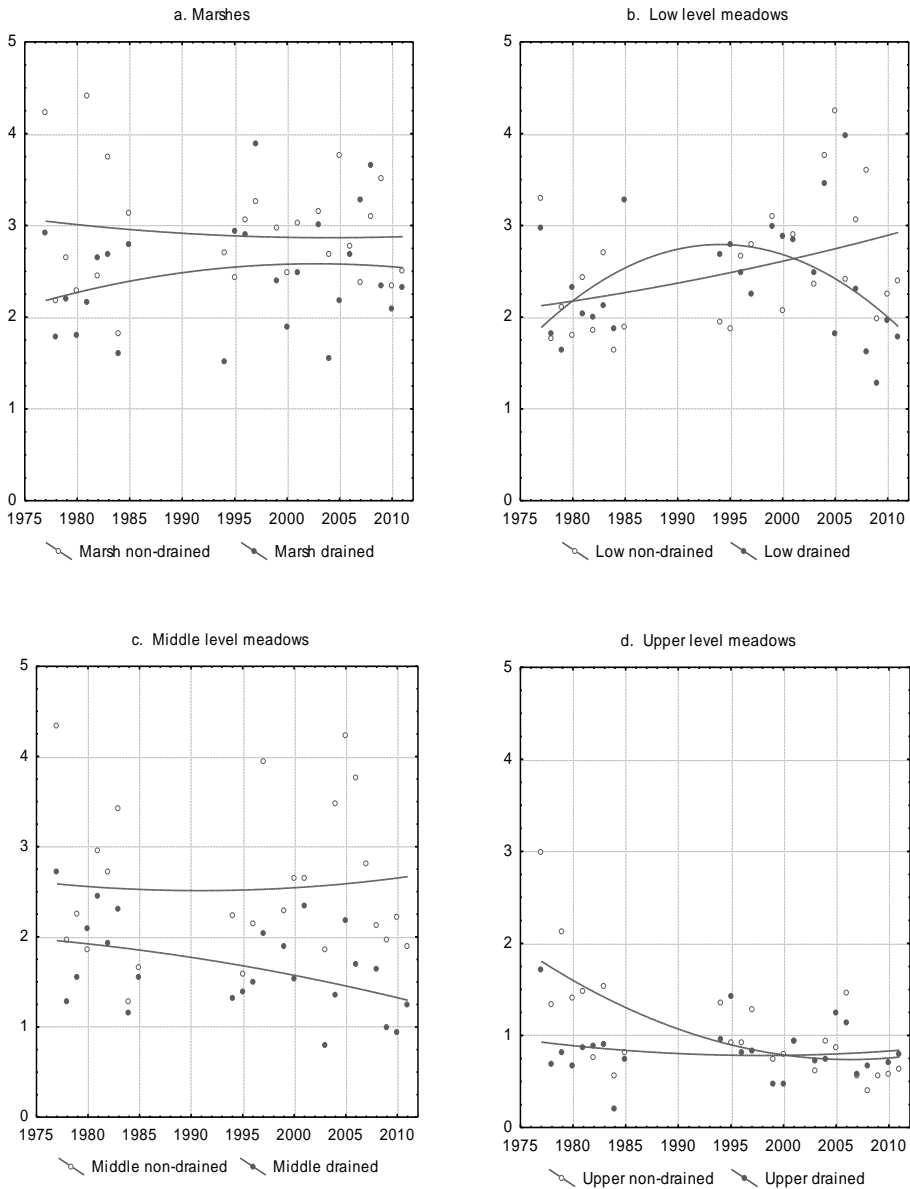 a. Marshes
5
4
3
2
1
0
1975 1980 1985 1990 1995 2000 2005 2010
Marsh non-drained Marsh drained
b. Low level meadows
5
4
3
2
1
0
1975 1980 1985 1990 1995 2000 2005 2010
Low non-drained Low drained
c. Middle level meadows
5
4
3
2
1
0
1975 1980 1985 1990 1995 2000 2005 2010
Middle non-drained Middle drained
d. Upper level meadows
5
4
3
2
1
0
1975 1980 1985 1990 1995 2000 2005 2010
Upper non-drained Upper drained